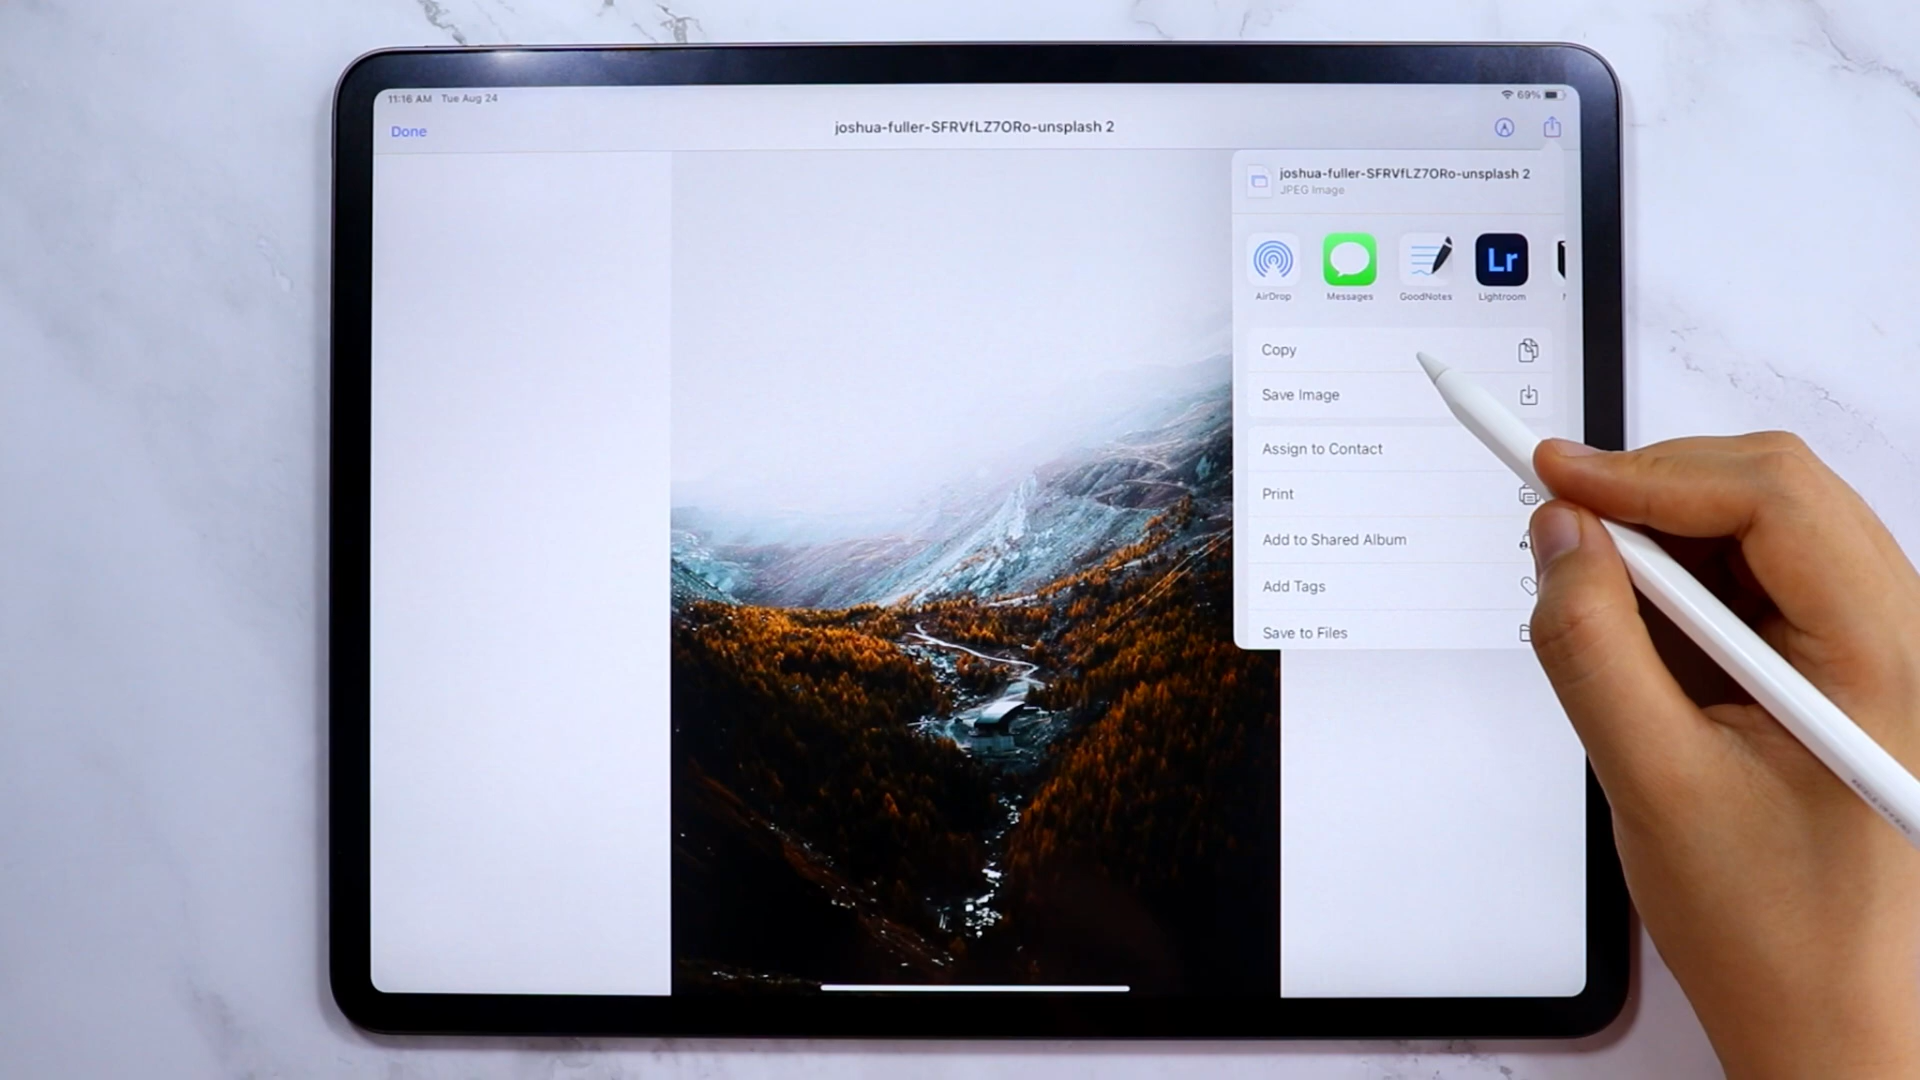 11:16 AM Tue Aug 24
69%
Done
joshua-fuller-SFRVfLZ7ORo-unsplash 2
joshua-fuller-SFRVfLZ7ORo-unsplash 2
JPEG Image
Lr
AirDrop
Messages
GoodNotes
Lightroom
Copy
Save Image
Assign to Contact
Print
Add to Shared Album
Add Tags
Save to Files